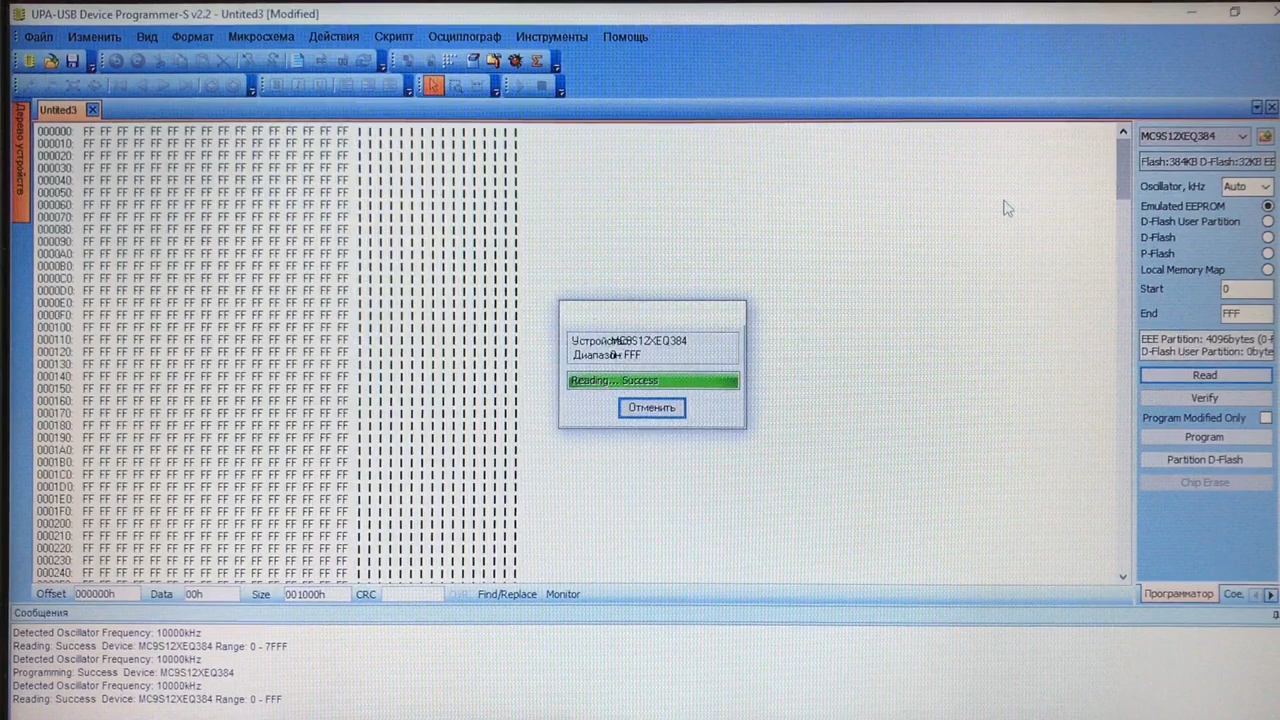 UPA-USB Device Programmer-S v2.2 - Untited3 [Modified]
Файл Изменить Вид Формат Микросхема Действия Скрипт Осциллограф Инструменты Помощь
Untited3
Дерево устройств
000000: FF FF FF FF FF FF FF FF FF FF FF FF FF FF FF FF
000010: FF FF FF FF FF FF FF FF FF FF FF FF FF FF FF FF
000020: FF FF FF FF FF FF FF FF FF FF FF FF FF FF FF FF
000030: FF FF FF FF FF FF FF FF FF FF FF FF FF FF FF FF
000040: FF FF FF FF FF FF FF FF FF FF FF FF FF FF FF FF
000050: FF FF FF FF FF FF FF FF FF FF FF FF FF FF FF FF
000060: FF FF FF FF FF FF FF FF FF FF FF FF FF FF FF FF
000070: FF FF FF FF FF FF FF FF FF FF FF FF FF FF FF FF
000080: FF FF FF FF FF FF FF FF FF FF FF FF FF FF FF FF
000090: FF FF FF FF FF FF FF FF FF FF FF FF FF FF FF FF
0000A0: FF FF FF FF FF FF FF FF FF FF FF FF FF FF FF FF
0000B0: FF FF FF FF FF FF FF FF FF FF FF FF FF FF FF FF
0000C0: FF FF FF FF FF FF FF FF FF FF FF FF FF FF FF FF
0000D0: FF FF FF FF FF FF FF FF FF FF FF FF FF FF FF FF
0000E0: FF FF FF FF FF FF FF FF FF FF FF FF FF FF FF FF
0000F0: FF FF FF FF FF FF FF FF FF FF FF FF FF FF FF FF
000100: FF FF FF FF FF FF FF FF FF FF FF FF FF FF FF FF
000110: FF FF FF FF FF FF FF FF FF FF FF FF FF FF FF FF
000120: FF FF FF FF FF FF FF FF FF FF FF FF FF FF FF FF
000130: FF FF FF FF FF FF FF FF FF FF FF FF FF FF FF FF
000140: FF FF FF FF FF FF FF FF FF FF FF FF FF FF FF FF
000150: FF FF FF FF FF FF FF FF FF FF FF FF FF FF FF FF
000160: FF FF FF FF FF FF FF FF FF FF FF FF FF FF FF FF
000170: FF FF FF FF FF FF FF FF FF FF FF FF FF FF FF FF
000180: FF FF FF FF FF FF FF FF FF FF FF FF FF FF FF FF
000190: FF FF FF FF FF FF FF FF FF FF FF FF FF FF FF FF
0001A0: FF FF FF FF FF FF FF FF FF FF FF FF FF FF FF FF
0001B0: FF FF FF FF FF FF FF FF FF FF FF FF FF FF FF FF
0001C0: FF FF FF FF FF FF FF FF FF FF FF FF FF FF FF FF
0001D0: FF FF FF FF FF FF FF FF FF FF FF FF FF FF FF FF
0001E0: FF FF FF FF FF FF FF FF FF FF FF FF FF FF FF FF
0001F0: FF FF FF FF FF FF FF FF FF FF FF FF FF FF FF FF
000200: FF FF FF FF FF FF FF FF FF FF FF FF FF FF FF FF
000210: FF FF FF FF FF FF FF FF FF FF FF FF FF FF FF FF
000220: FF FF FF FF FF FF FF FF FF FF FF FF FF FF FF FF
000230: FF FF FF FF FF FF FF FF FF FF FF FF FF FF FF FF
000240: FF FF FF FF FF FF FF FF FF FF FF FF FF FF FF FF
MC9S12XEQ384
Диапазон FFF
Reading... Success
Отменить
MC9S12XEQ384
Flash:384KB D-Flash:32KB EE
Oscillator, kHz Auto
Emulated EEPROM
D-Flash User Partition
D-Flash
P-Flash
Local Memory Map
Start 0
End FFF
EEE Partition: 4096bytes (0-F
D-Flash User Partition: 0byte
Read
Verify
Program Modified Only
Program
Partition D-Flash
Chip Erase
Программатор Сое,
Offset 000000h Data 00h Size 001000h CRC Find/Replace Monitor
Сообщения
Detected Oscillator Frequency: 10000kHz
Reading: Success Device: MC9S12XEQ384 Range: 0 - 7FFF
Detected Oscillator Frequency: 10000kHz
Programming: Success Device: MC9S12XEQ384
Detected Oscillator Frequency: 10000kHz
Reading: Success Device: MC9S12XEQ384 Range: 0 - FFF